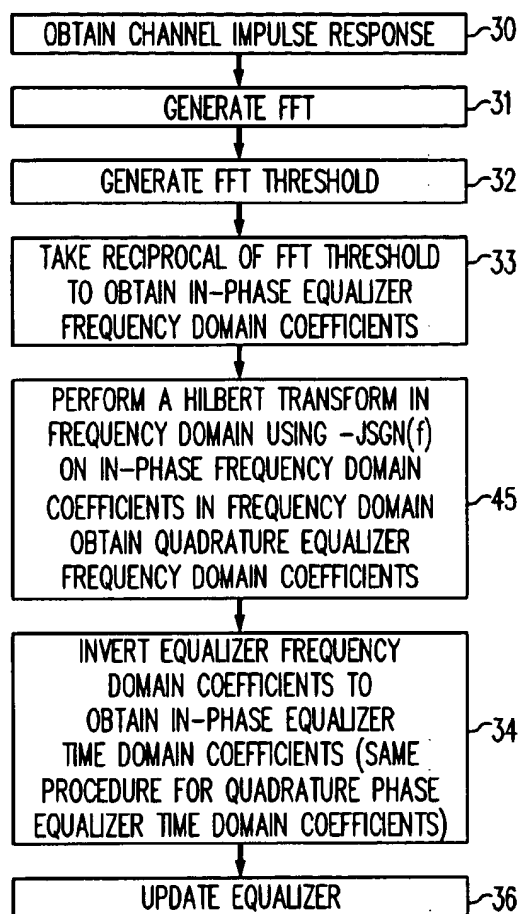 OBTAIN CHANNEL IMPULSE RESPONSE 30
GENERATE FFT 31
GENERATE FFT THRESHOLD 32
TAKE RECIPROCAL OF FFT THRESHOLD
TO OBTAIN IN-PHASE EQUALIZER
FREQUENCY DOMAIN COEFFICIENTS
33
PERFORM A HILBERT TRANSFORM IN
FREQUENCY DOMAIN USING -JSGN(f)
ON IN-PHASE FREQUENCY DOMAIN
COEFFICIENTS IN FREQUENCY DOMAIN
OBTAIN QUADRATURE EQUALIZER
FREQUENCY DOMAIN COEFFICIENTS
45
INVERT EQUALIZER FREQUENCY
DOMAIN COEFFICIENTS TO
OBTAIN IN-PHASE EQUALIZER
TIME DOMAIN COEFFICIENTS (SAME
PROCEDURE FOR QUADRATURE PHASE
EQUALIZER TIME DOMAIN COEFFICIENTS)
34
UPDATE EQUALIZER 36